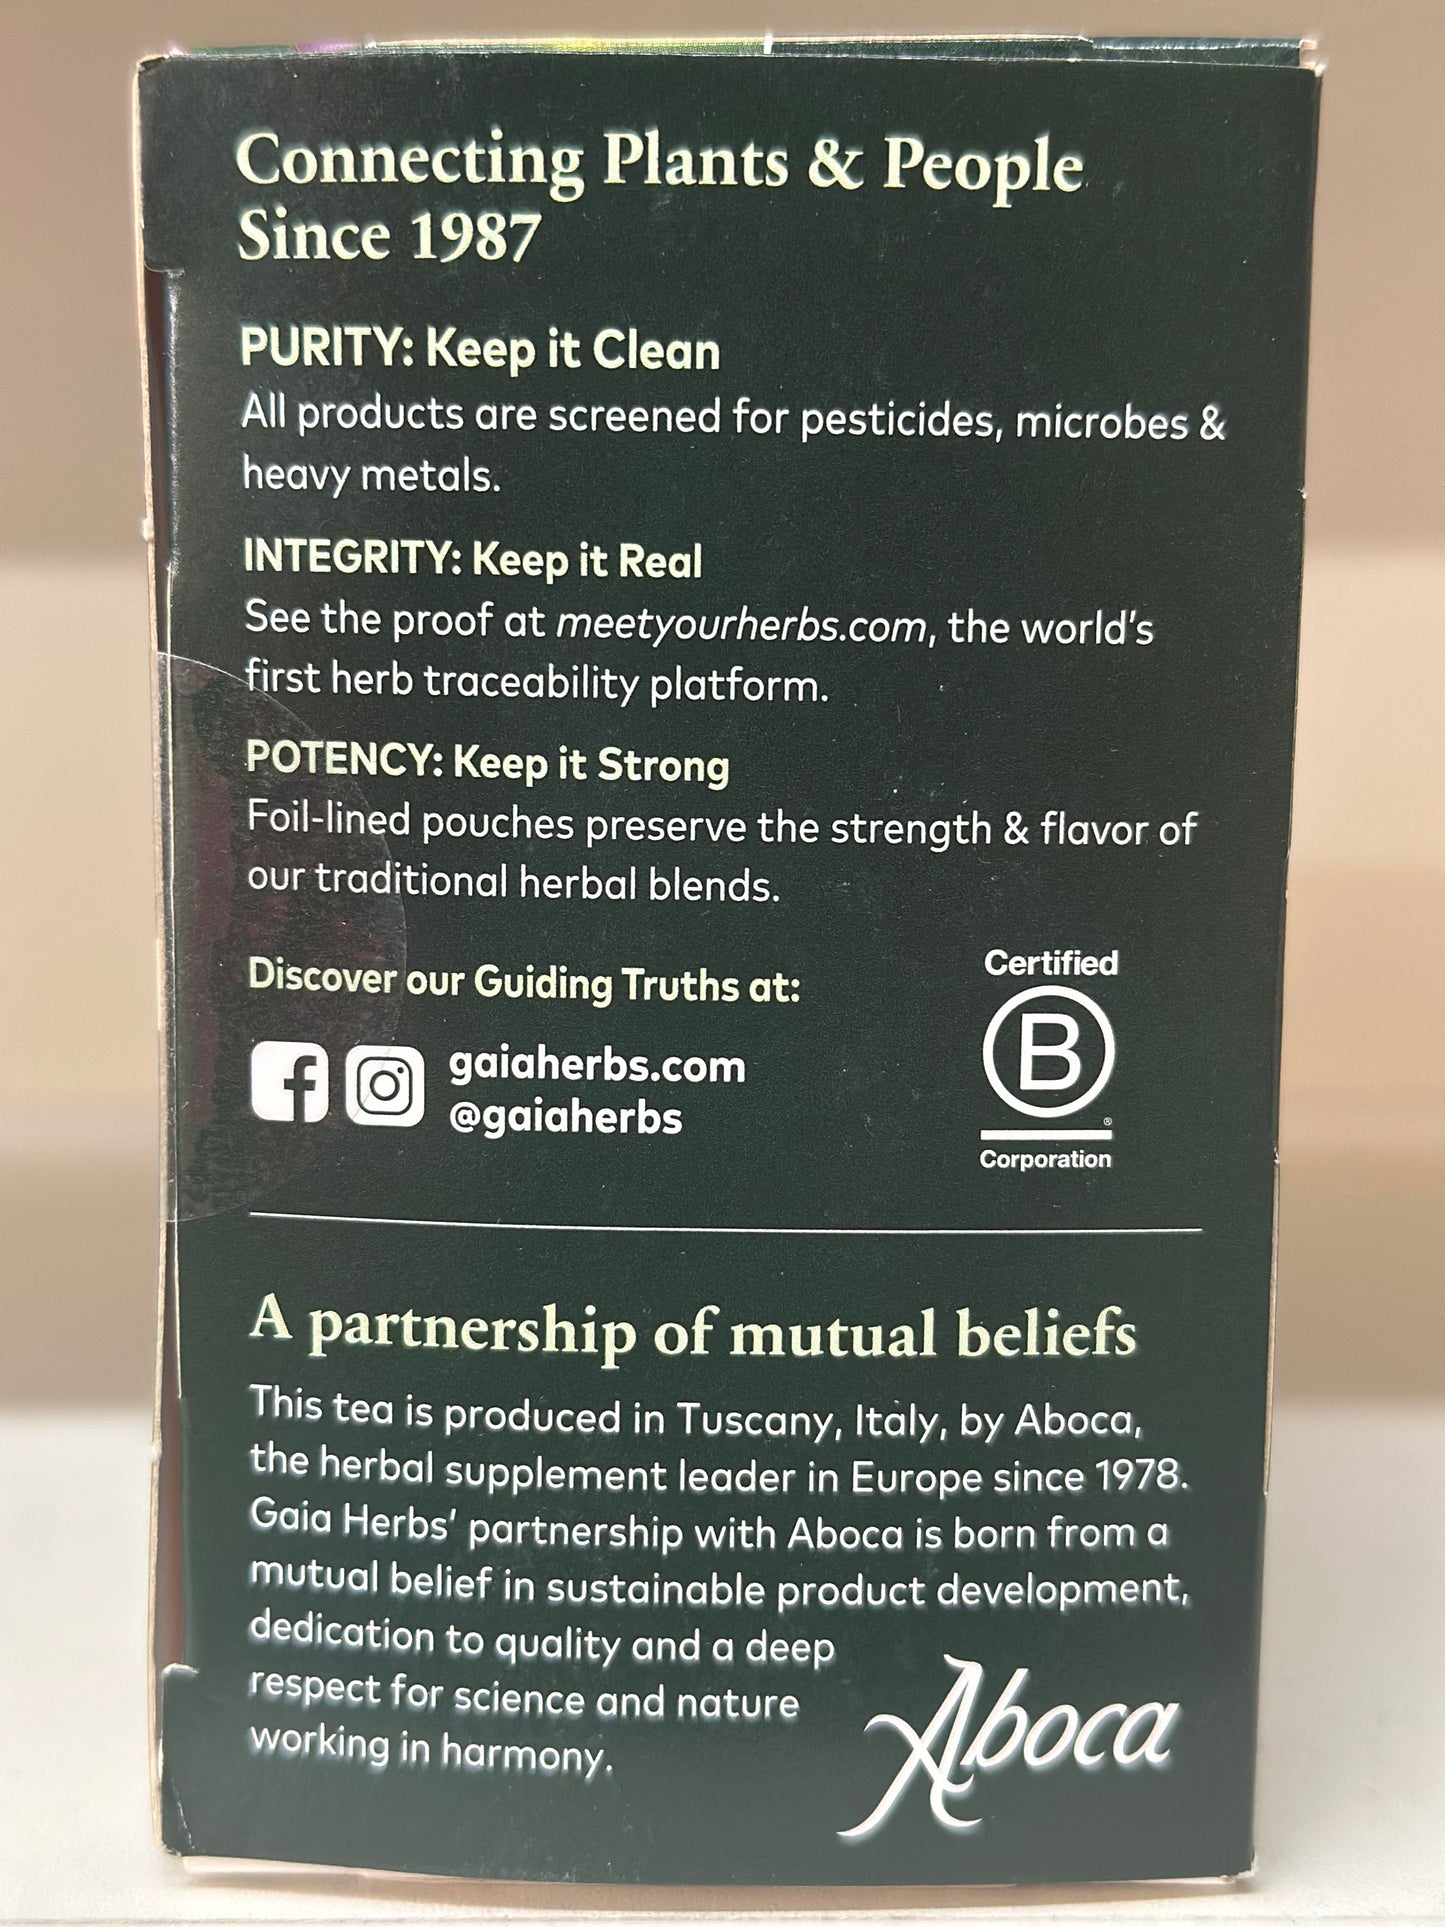 Connecting Plants & People
Since 1987
PURITY: Keep it Clean
All products are screened for pesticides, microbes &
heavy metals.
INTEGRITY: Keep it Real
See the proof at meetyourherbs.com, the world's
first herb traceability platform.
POTENCY: Keep it Strong
Foil-lined pouches preserve the strength & flavor of
our traditional herbal blends.
Discover our Guiding Truths at:
gaiaherbs.com
@gaiaherbs
Certified
B
®
Corporation
A partnership of mutual beliefs
This tea is produced in Tuscany, Italy, by Aboca,
the herbal supplement leader in Europe since 1978.
Gaia Herbs' partnership with Aboca is born from a
mutual belief in sustainable product development,
dedication to quality and a deep
respect for science and nature
working in harmony.
Aboca